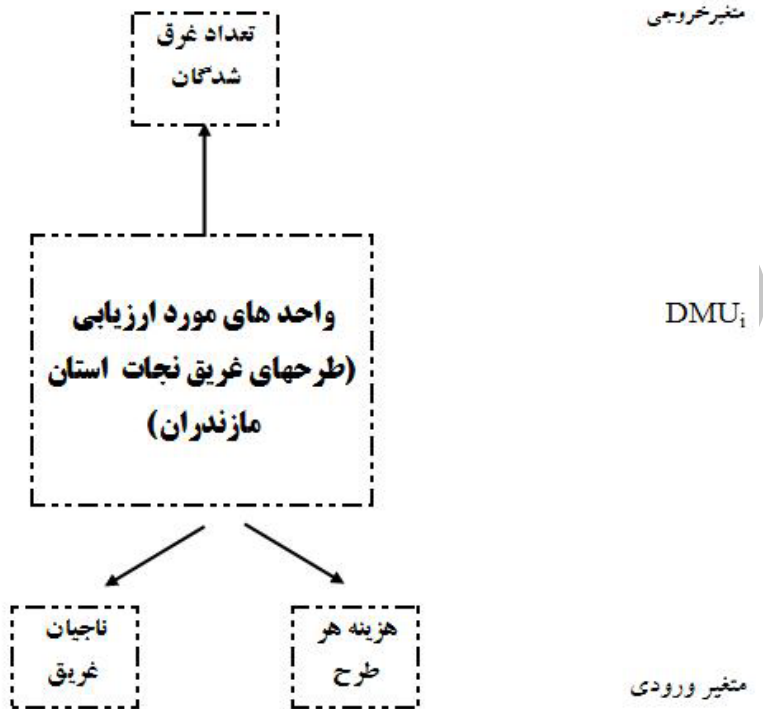 متغیرخروجی
تعداد غرق
شدگان
DMUi
واحد های مورد ارزیابی
(طرحهای غریق نجات استان
مازندران)
هزینه هر
طرح
ناجیان
غریق
متغیر ورودی